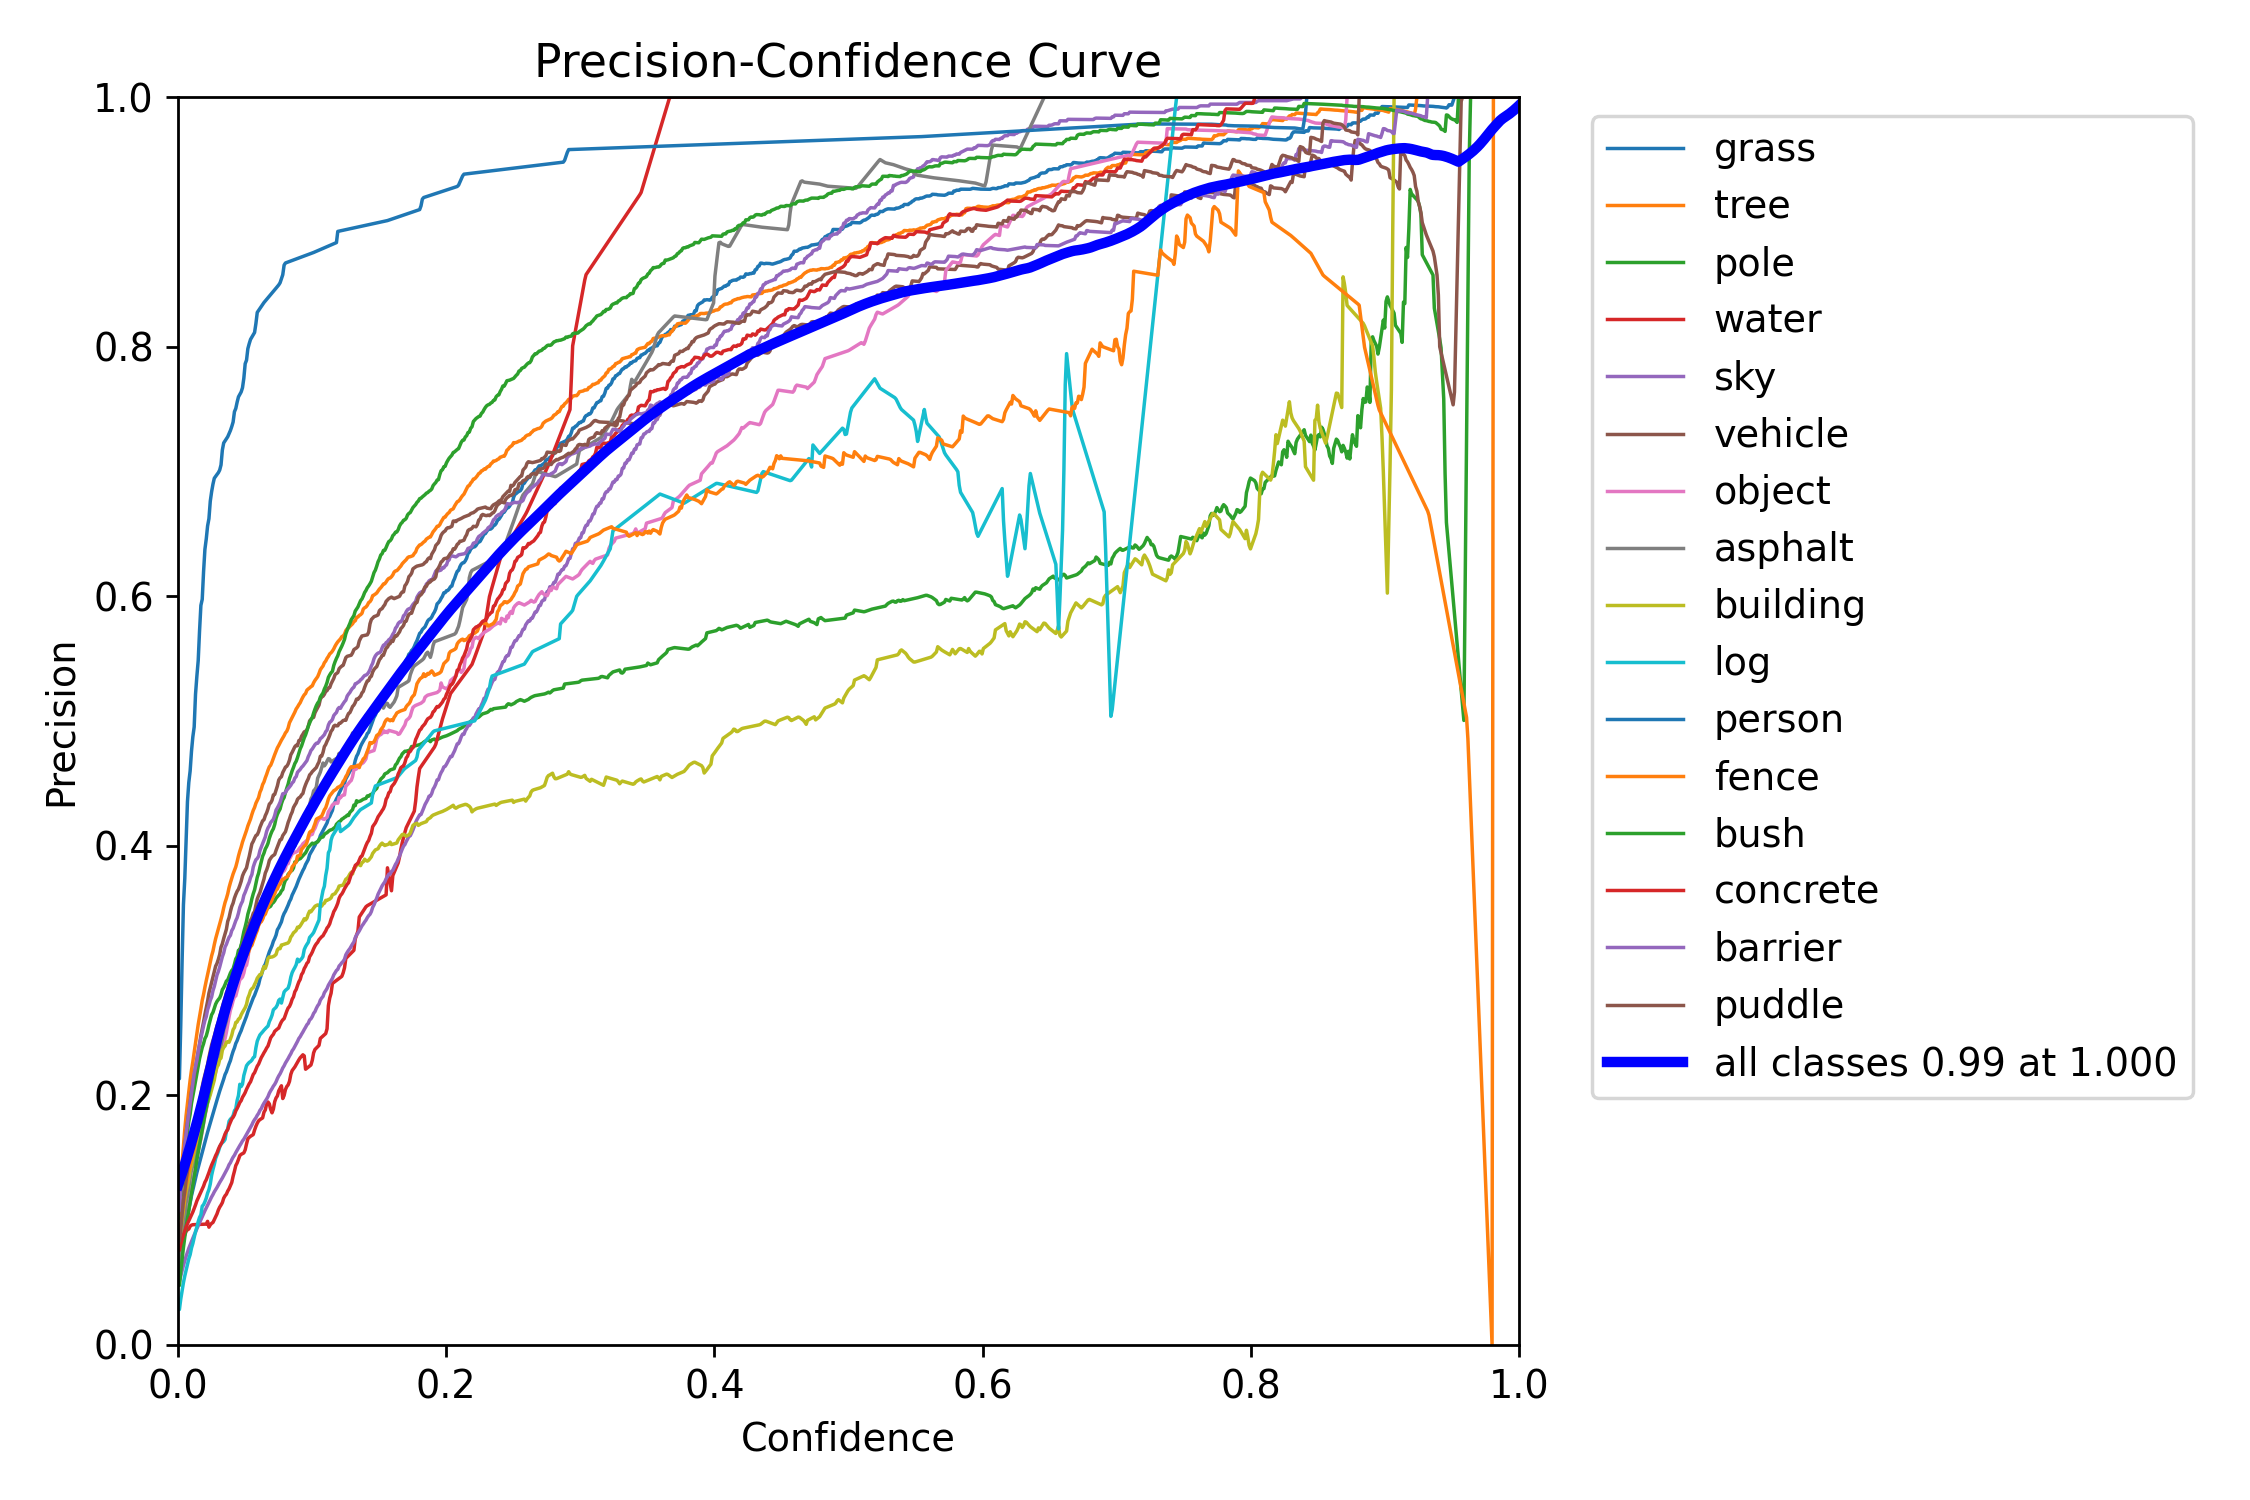 Precision-Confidence Curve
1.0
0.8
0.6
0.4
0.2
0.0
Precision
0.0 0.2 0.4 0.6 0.8 1.0
Confidence
grass
tree
pole
water
sky
vehicle
object
asphalt
building
log
person
fence
bush
concrete
barrier
puddle
all classes 0.99 at 1.000